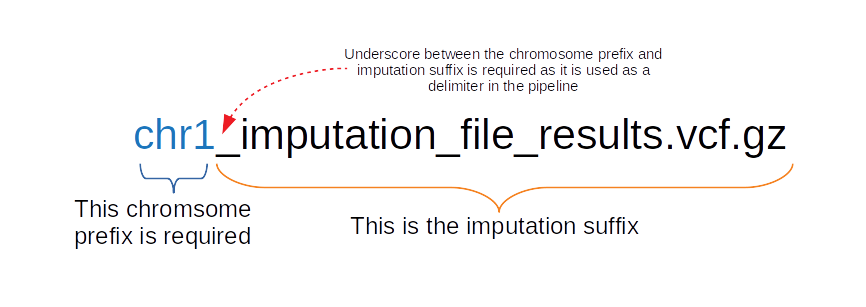 Underscore between the chromosome prefix and
imputation suffix is required as it is used as a
delimiter in the pipeline
chr1_imputation_file_results.vcf.gz
This chromsome
prefix is required
This is the imputation suffix